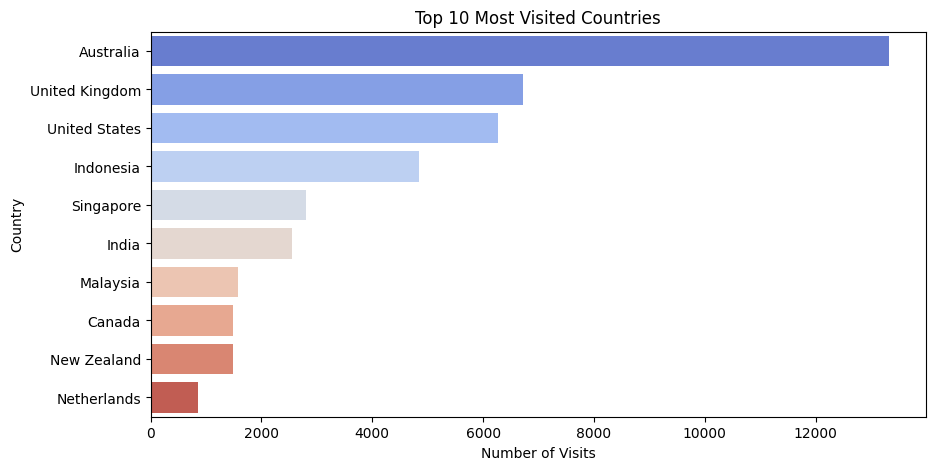 Top 10 Most Visited Countries
Country
Australia
United Kingdom
United States
Indonesia
Singapore
India
Malaysia
Canada
New Zealand
Netherlands
0 2000 4000 6000 8000 10000 12000
Number of Visits